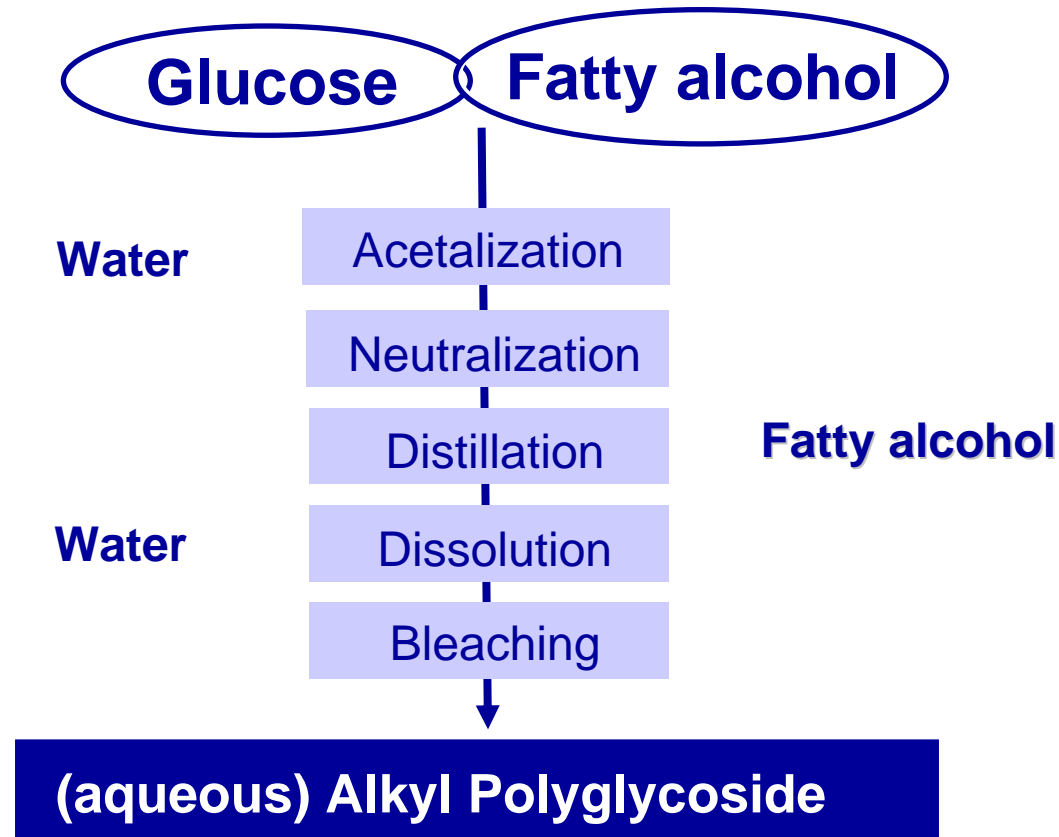 Glucose
Fatty alcohol
Water
Acetalization
Neutralization
Distillation
Fatty alcohol
Water
Dissolution
Bleaching
(aqueous) Alkyl Polyglycoside